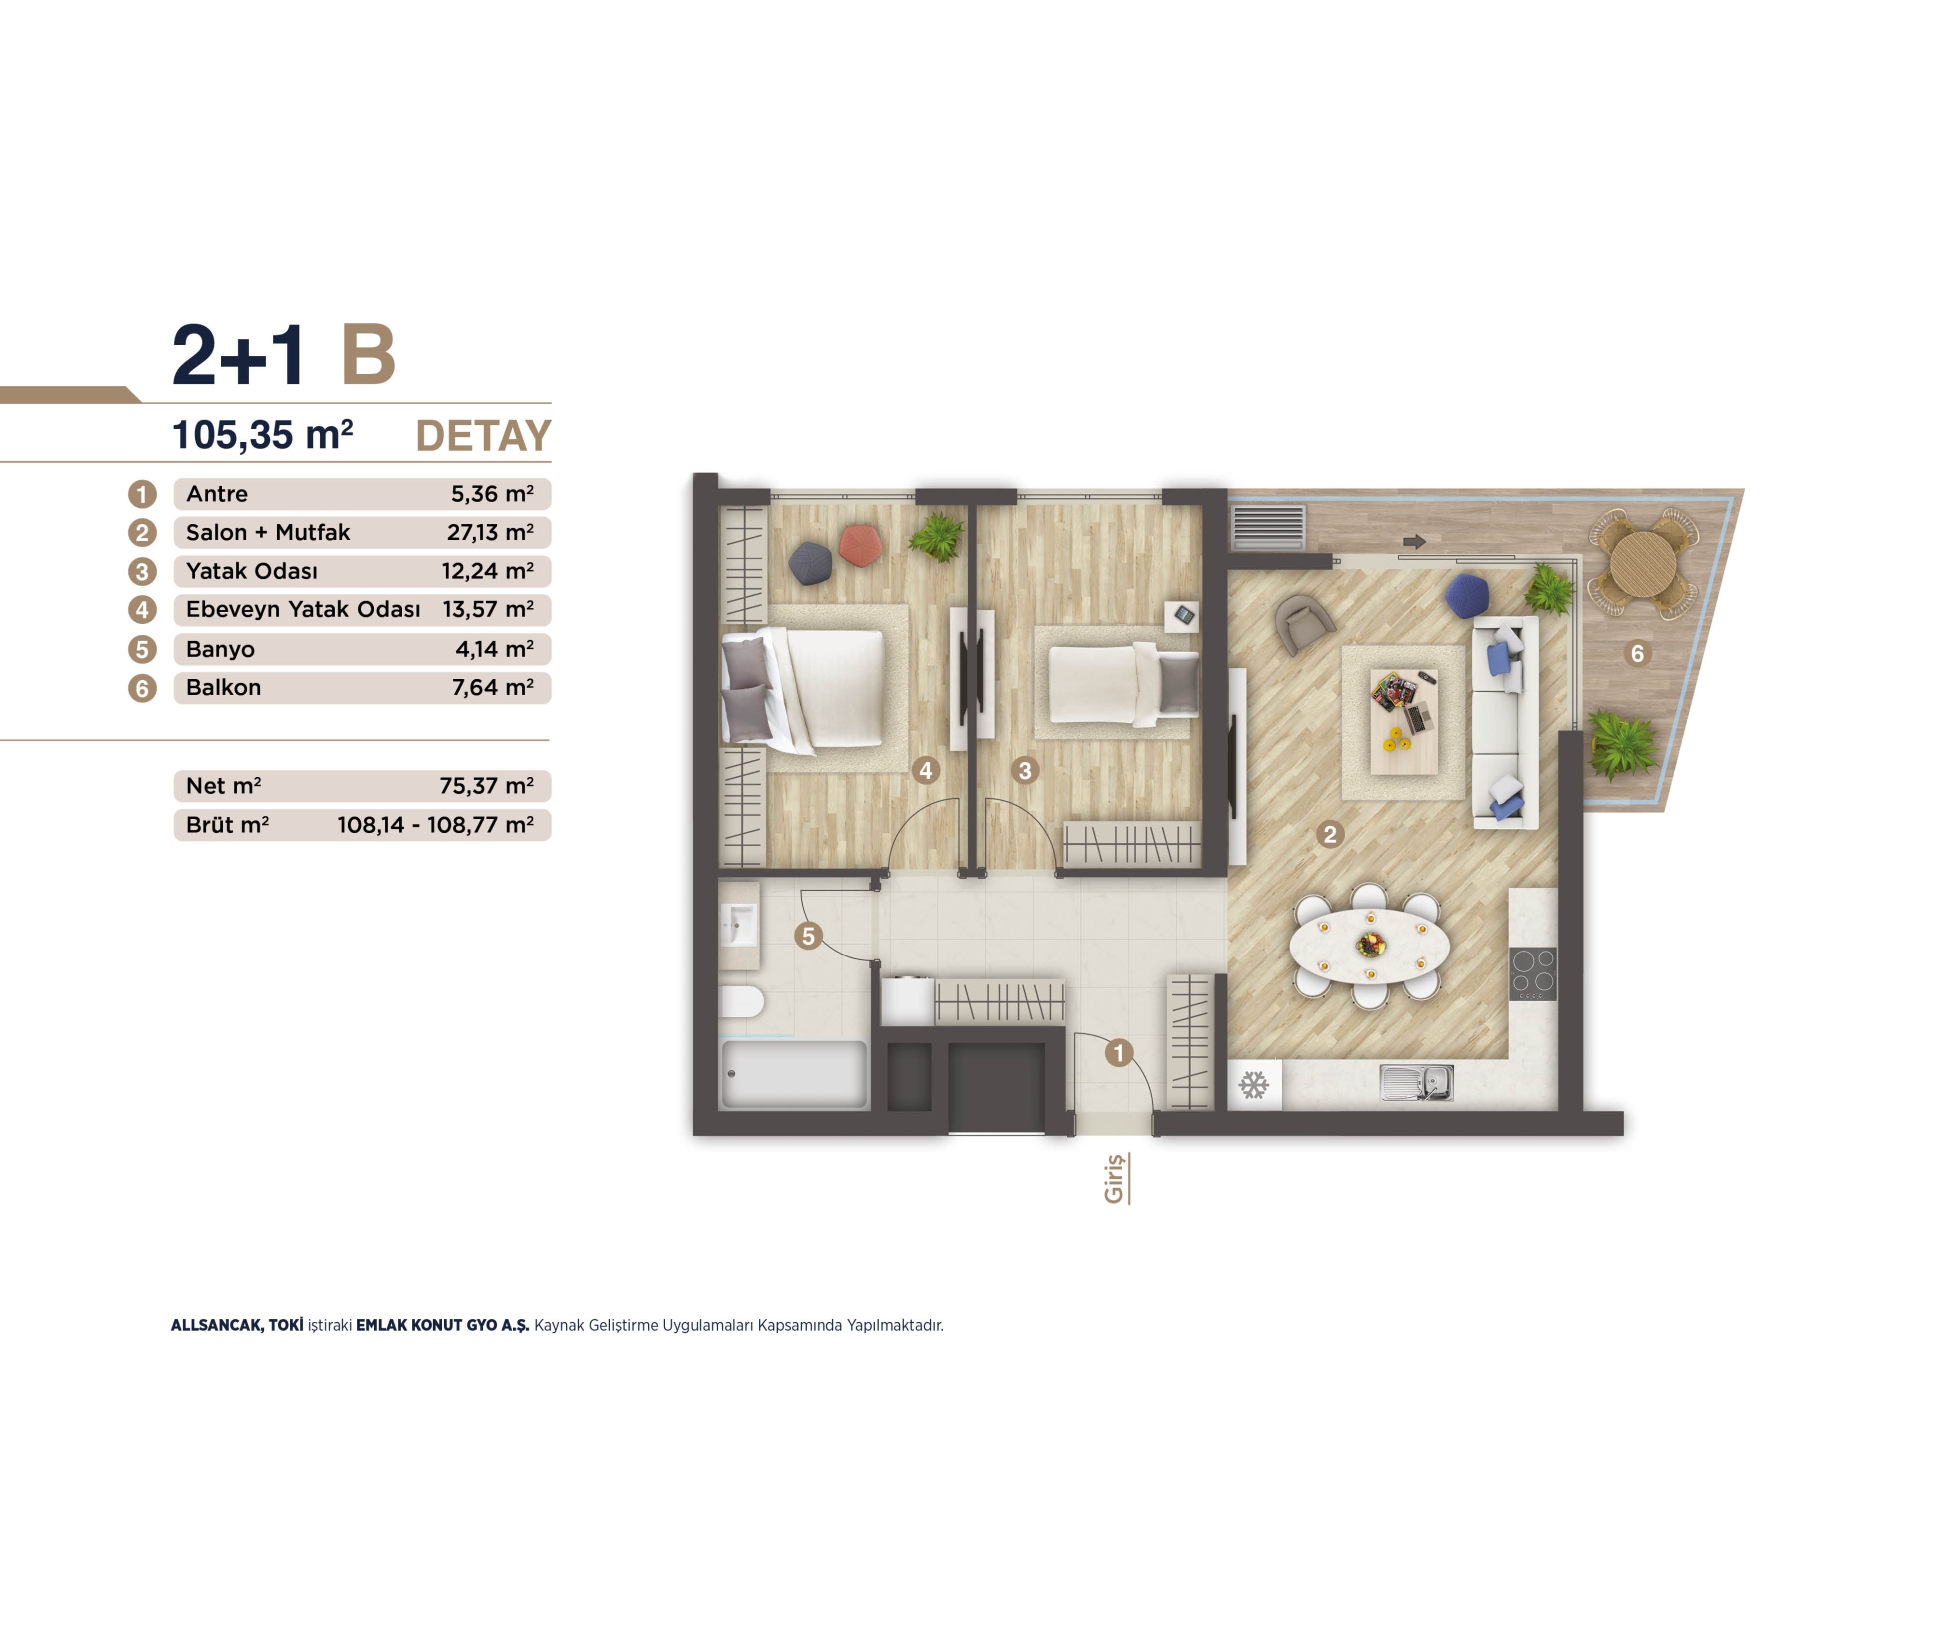 2+1 B
105,35 m² DETAY
1 Antre 5,36 m²
2 Salon + Mutfak 27,13 m²
3 Yatak Odası 12,24 m²
4 Ebeveyn Yatak Odası 13,57 m²
5 Banyo 4,14 m²
6 Balkon 7,64 m²
Net m² 75,37 m²
Brüt m² 108,14 - 108,77 m²
6
4
3
2
5
1
Giriş
ALLSANCAK, TOKİ iştiraki EMLAK KONUT GYO A.Ş. Kaynak Geliştirme Uygulamaları Kapsamında Yapılmaktadır.